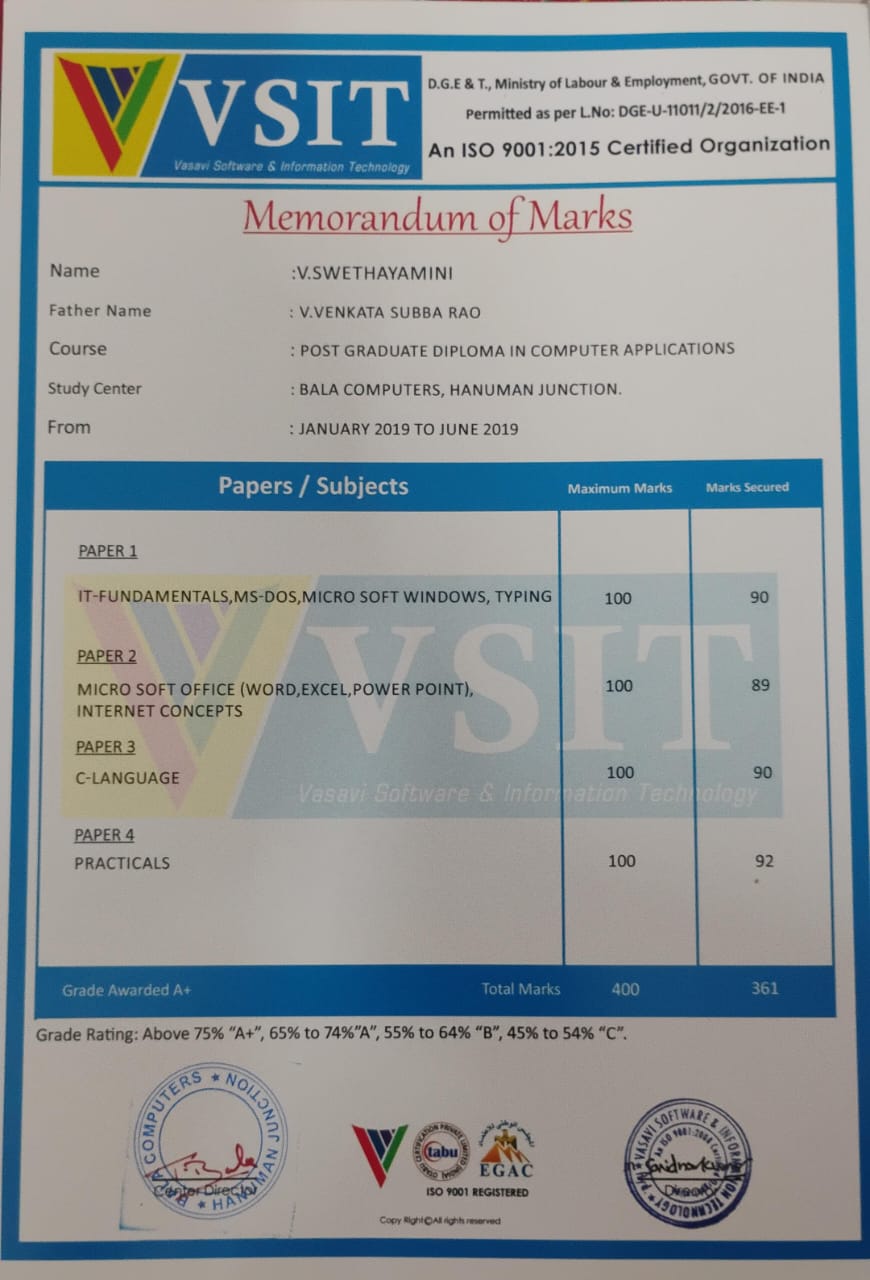 VSIT
Vasavi Software & Information Technology
D.G.E & T., Ministry of Labour & Employment, GOVT. OF INDIA
Permitted as per L.No: DGE-U-11011/2/2016-EE-1
An ISO 9001:2015 Certified Organization
Memorandum of Marks
Name :V.SWETHAYAMINI
Father Name : V.VENKATA SUBBA RAO
Course : POST GRADUATE DIPLOMA IN COMPUTER APPLICATIONS
Study Center : BALA COMPUTERS, HANUMAN JUNCTION.
From : JANUARY 2019 TO JUNE 2019
Papers / Subjects Maximum Marks Marks Secured
PAPER 1
IT-FUNDAMENTALS,MS-DOS,MICRO SOFT WINDOWS, TYPING 100 90
PAPER 2
MICRO SOFT OFFICE (WORD,EXCEL,POWER POINT), 100 89
INTERNET CONCEPTS
PAPER 3
C-LANGUAGE 100 90
PAPER 4
PRACTICALS 100 92
VSIT
Vasavi Software & Information Technology
Grade Awarded A+ Total Marks 400 361
Grade Rating: Above 75% “A+”, 65% to 74%”A”, 55% to 64% “B”, 45% to 54% “C”.
BALA COMPUTERS ★ HANUMAN JUNCTION ★
Center Director
tabu
EGAC
ISO 9001 REGISTERED
Copy Right©All rights reserved
VASAVI SOFTWARE & INFORMATION TECHNOLOGY